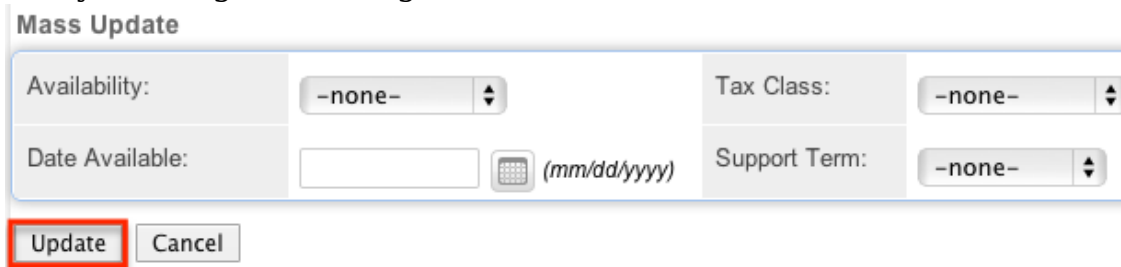 Mass Update
Availability: -none- Tax Class: -none-
Date Available: (mm/dd/yyyy) Support Term: -none-
Update Cancel